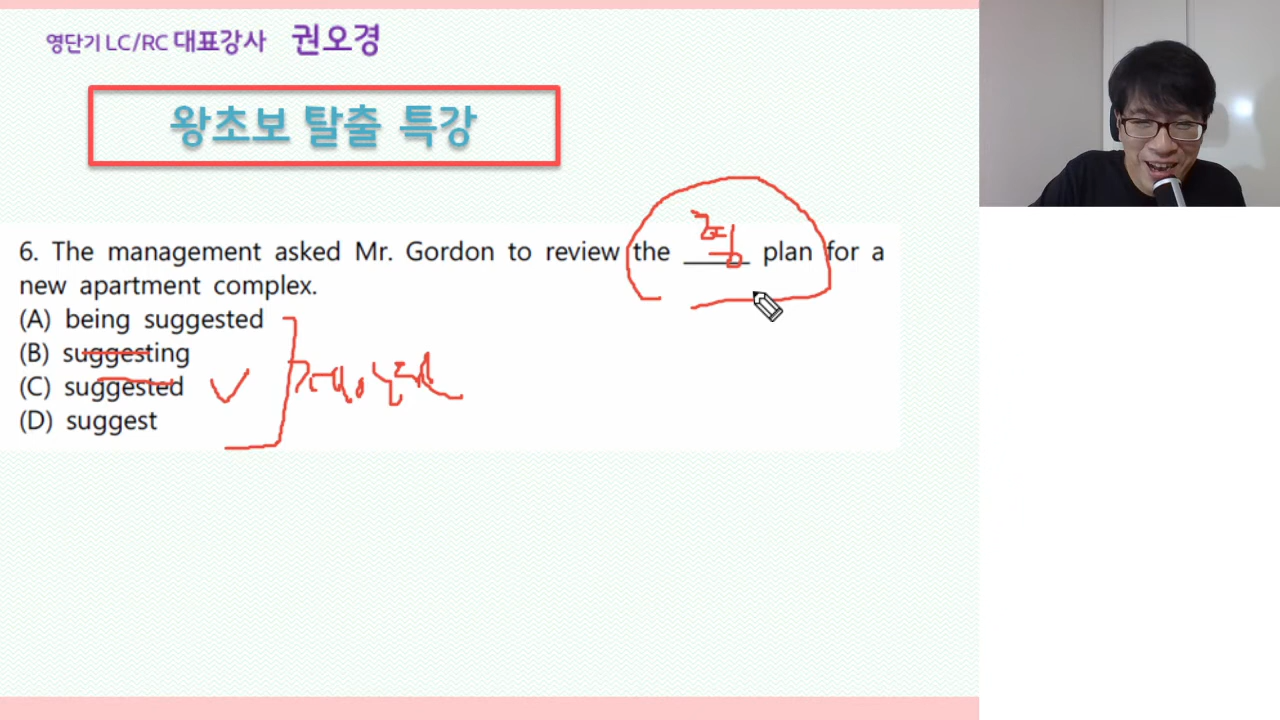 영단기 LC/RC 대표강사 권오경
왕초보 탈출 특강
6. The management asked Mr. Gordon to review the _____ plan for a
new apartment complex.
(A) being suggested
(B) suggesting
(C) suggested
(D) suggest